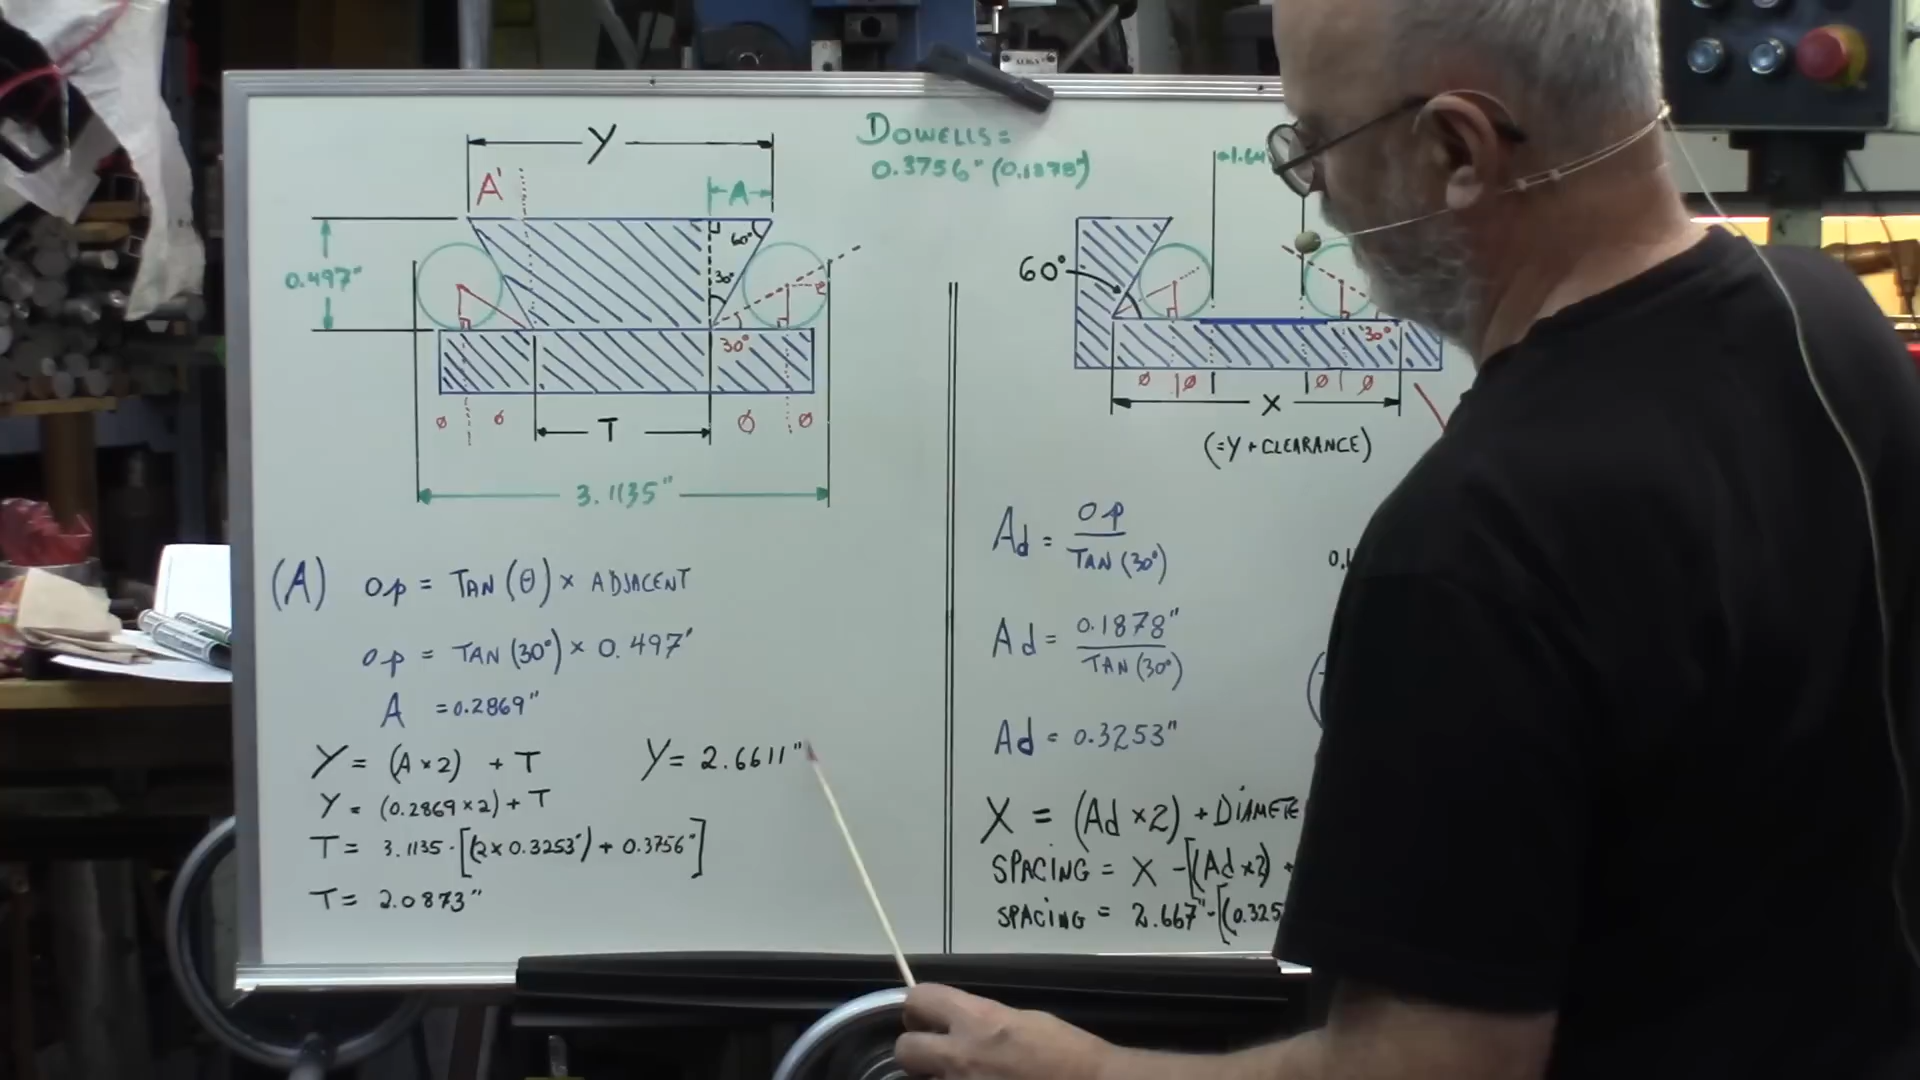 ALIGN
Y
A'
A
60°
30°
0.497"
30°
ø ø T ø ø
3.1135"
DOWELLS=
0.3756" (0.1878")
60°
30°
ø ø ø ø
X
(=Y+CLEARANCE)
(A) OP = TAN(θ) × ADJACENT
OP = TAN(30°) × 0.497"
A = 0.2869"
Y = (A×2) + T
Y = 2.6611"
Y = (0.2869×2) + T
T = 3.1135 - [(2×0.3253") + 0.3756"]
T = 2.0873"
Ad = OP
TAN(30°)
Ad = 0.1878"
TAN(30°)
Ad = 0.3253"
X = (Ad×2) +
SPACING = X - [(Ad×2) +
SPACING = 2.667" - [(